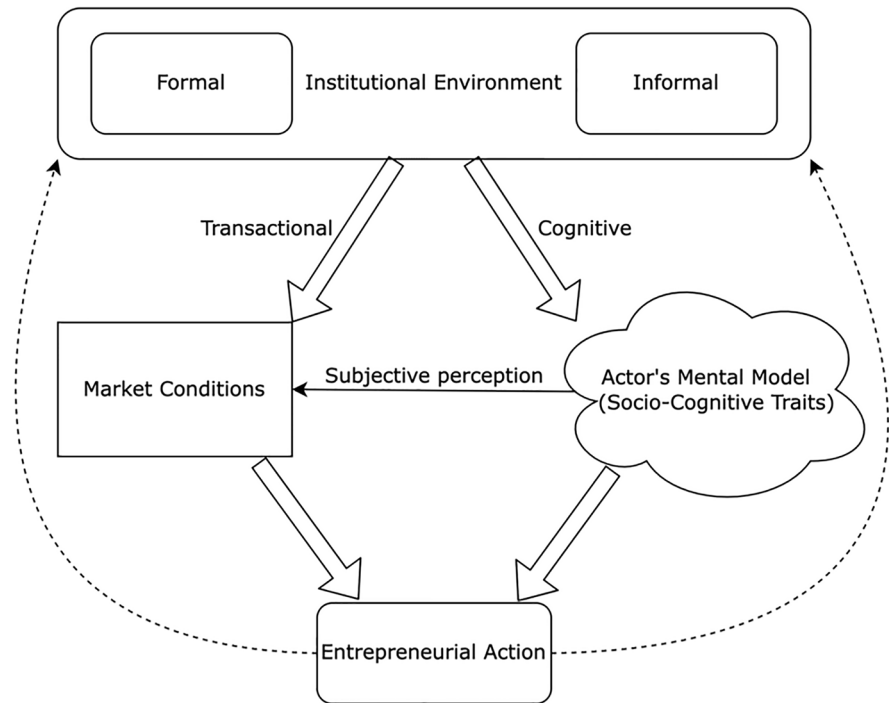 Formal
Institutional Environment
Informal
Transactional
Cognitive
Subjective perception
Market Conditions
Actor's Mental Model
(Socio-Cognitive Traits)
Entrepreneurial Action